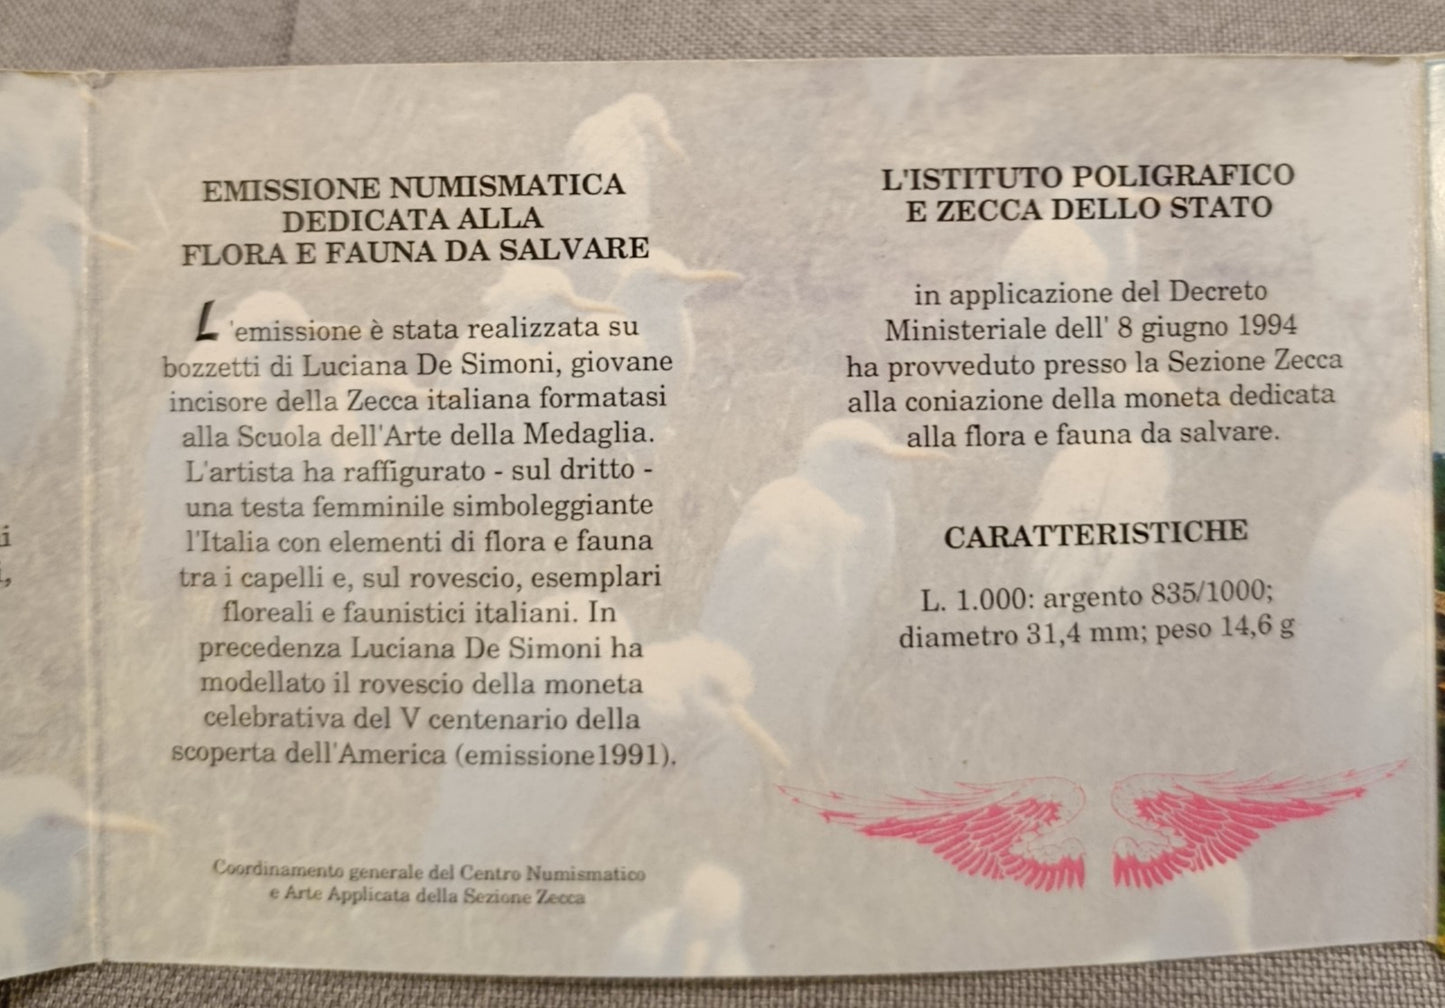 EMISSIONE NUMISMATICA
DEDICATA ALLA
FLORA E FAUNA DA SALVARE
L'emissione è stata realizzata su
bozzetti di Luciana De Simoni, giovane
incisore della Zecca italiana formatasi
alla Scuola dell'Arte della Medaglia.
L'artista ha raffigurato - sul dritto -
una testa femminile simboleggiante
l'Italia con elementi di flora e fauna
tra i capelli e, sul rovescio, esemplari
floreali e faunistici italiani. In
precedenza Luciana De Simoni ha
modellato il rovescio della moneta
celebrativa del V centenario della
scoperta dell'America (emissione1991).
Coordinamento generale del Centro Numismatico
e Arte Applicata della Sezione Zecca
L'ISTITUTO POLIGRAFICO
E ZECCA DELLO STATO
in applicazione del Decreto
Ministeriale dell' 8 giugno 1994
ha provveduto presso la Sezione Zecca
alla coniazione della moneta dedicata
alla flora e fauna da salvare.
CARATTERISTICHE
L. 1.000: argento 835/1000;
diametro 31,4 mm; peso 14,6 g